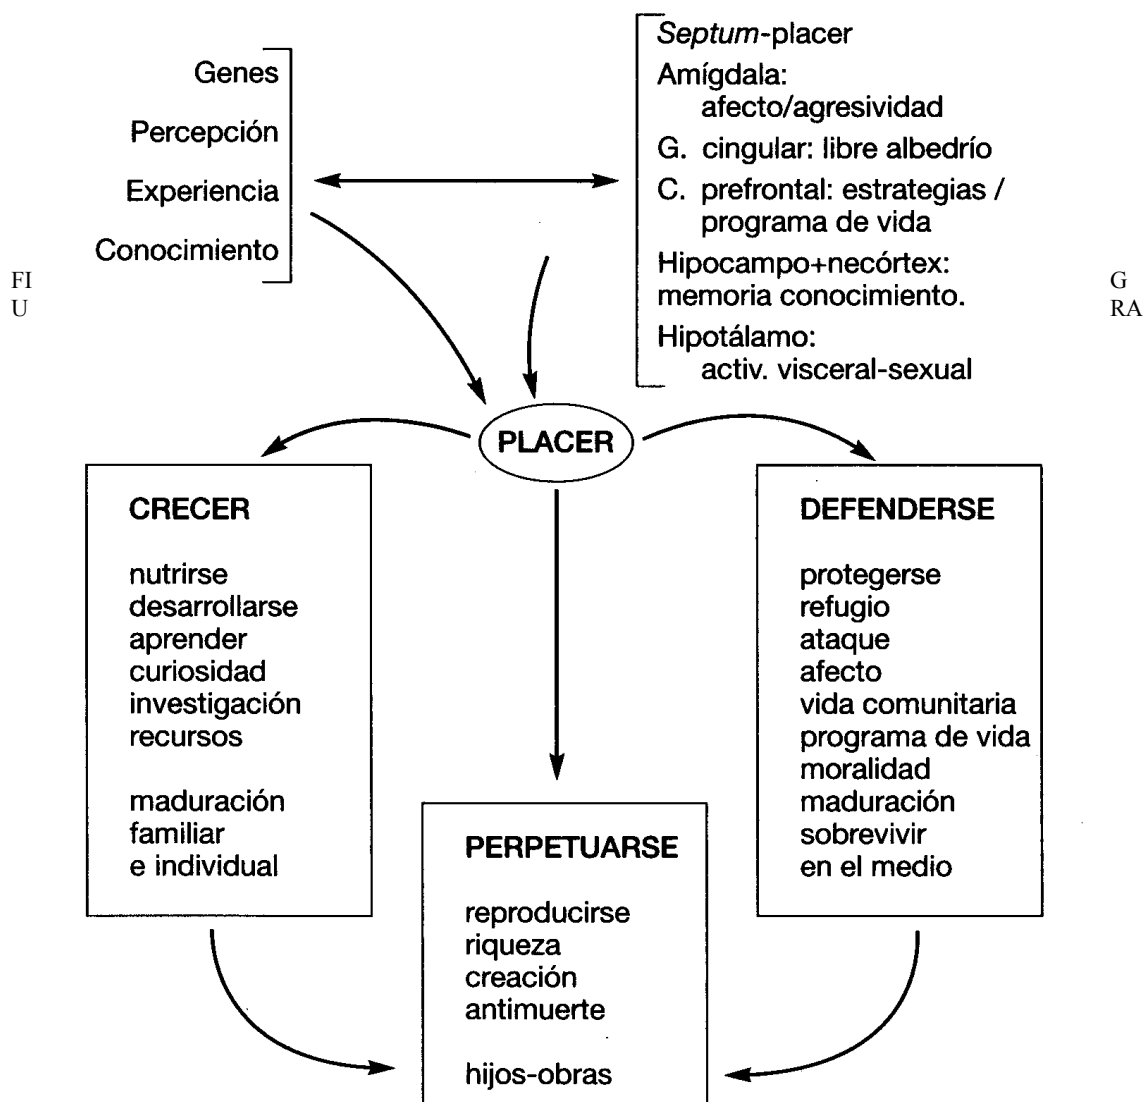 Genes
Percepción
Experiencia
Conocimiento
Septum-placer
Amígdala:
afecto/agresividad
G. cingular: libre albedrío
C. prefrontal: estrategias /
programa de vida
Hipocampo+necórtex:
memoria conocimiento.
Hipotálamo:
activ. visceral-sexual
FI
U
G
RA
PLACER
CRECER
nutrirse
desarrollarse
aprender
curiosidad
investigación
recursos
maduración
familiar
e individual
DEFENDERSE
protegerse
refugio
ataque
afecto
vida comunitaria
programa de vida
moralidad
maduración
sobrevivir
en el medio
PERPETUARSE
reproducirse
riqueza
creación
antimuerte
hijos-obras